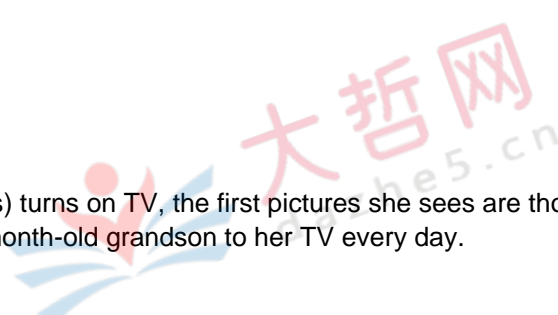 大哲网
dazhe5.cn
s) turns on TV, the first pictures she sees are tho
onth-old grandson to her TV every day.